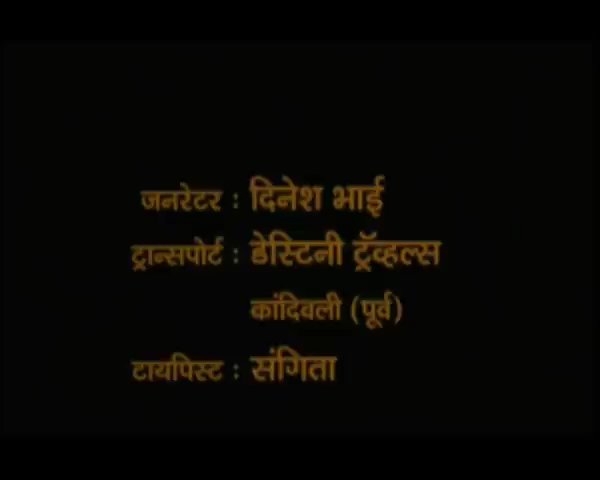 जनरेटर : दिनेश भाई
ट्रान्सपोर्ट : डेस्टिनी ट्रॅव्हल्स
कांदिवली (पूर्व)
टायपिस्ट : संगिता